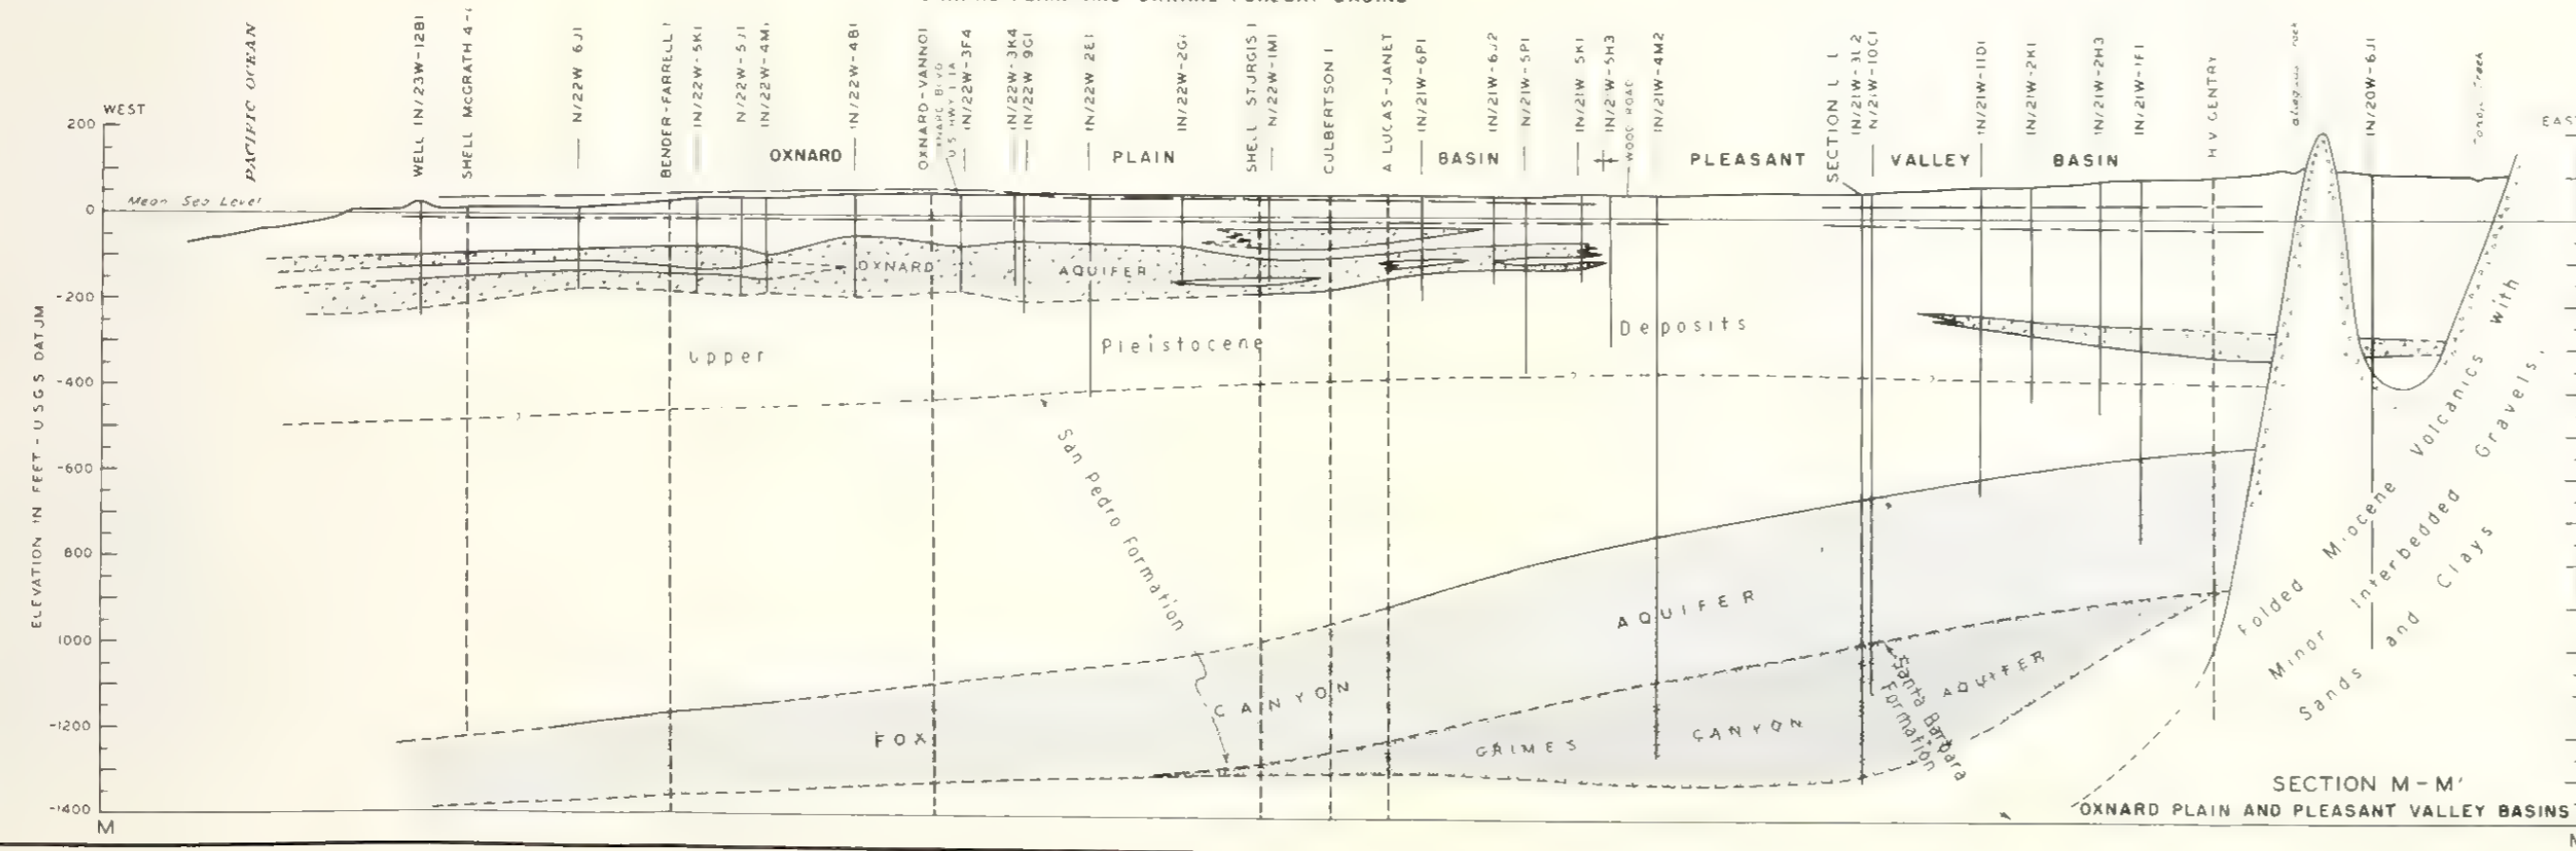 PACIFIC OCEAN
WELL IN/23W-12B1
SHELL McGRATH 4-
N/22W 6J1
BENDER-FARRELL 1
IN/22W-5K1
N/22W-5J1
IN/22W-4M1
IN/22W-4B1
OXNARD-VANNOI
U.S. HWY 101A
IN/22W-3F4
IN/22W-3K4
IN/22W 9G1
IN/22W 2E1
IN/22W-2G
SHELL STURGIS 1
N/22W-1M1
CULBERTSON 1
A LUCAS-JANET
IN/21W-6P1
IN/21W-6J2
N/21W-5P1
IN/21W 5K1
IN/21W-5H3
WOOD ROAD
IN/21W-4M2
SECTION L L
IN/21W-3L2
N/21W-10C1
IN/21W-11D1
IN/21W-2K1
IN/21W-2H3
IN/21W-1F1
H V GENTRY
IN/20W-6J1
WEST
EAS
OXNARD PLAIN BASIN
PLEASANT VALLEY BASIN
Mean Sea Level
ELEVATION IN FEET - USGS DATUM
200
0
-200
-400
-600
800
1000
-1200
-1400
OXNARD AQUIFER
Upper Pleistocene Deposits
San Pedro Formation
FOX CANYON AQUIFER
GRIMES CANYON AQUIFER
Santa Barbara
Formation
Folded Miocene Volcanics with
Minor Interbedded Gravels,
Sands and Clays
M
SECTION M-M'
OXNARD PLAIN AND PLEASANT VALLEY BASINS